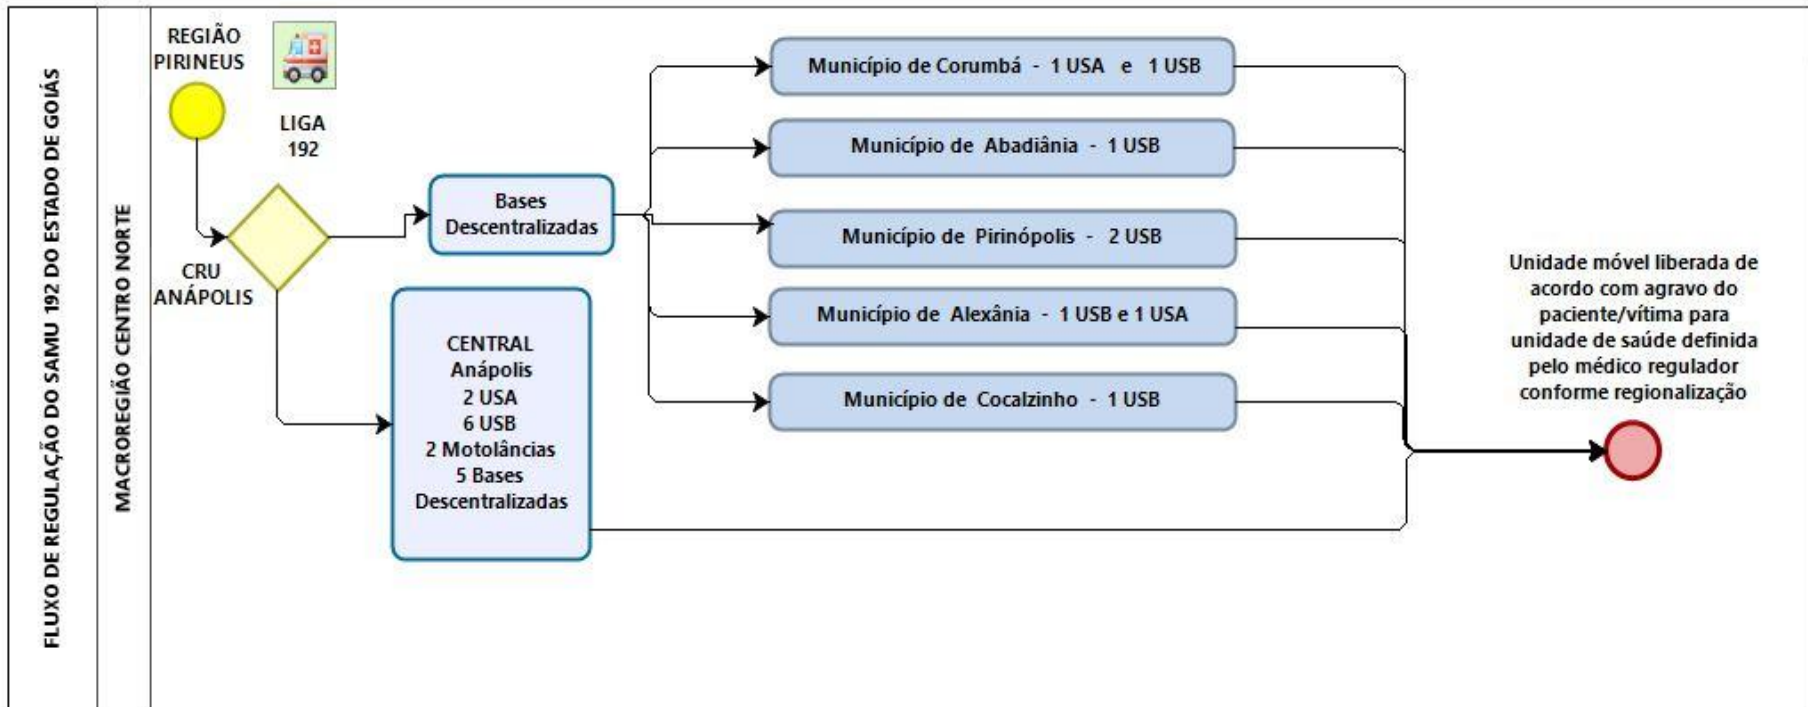 FLUXO DE REGULAÇÃO DO SAMU 192 DO ESTADO DE GOIÁS
MACROREGIÃO CENTRO NORTE
REGIÃO
PIRINEUS
LIGA
192
CRU
ANÁPOLIS
Bases
Descentralizadas
CENTRAL
Anápolis
2 USA
6 USB
2 Motolâncias
5 Bases
Descentralizadas
Município de Corumbá - 1 USA e 1 USB
Município de Abadiânia - 1 USB
Município de Pirinópolis - 2 USB
Município de Alexânia - 1 USB e 1 USA
Município de Cocalzinho - 1 USB
Unidade móvel liberada de
acordo com agravo do
paciente/vítima para
unidade de saúde definida
pelo médico regulador
conforme regionalização